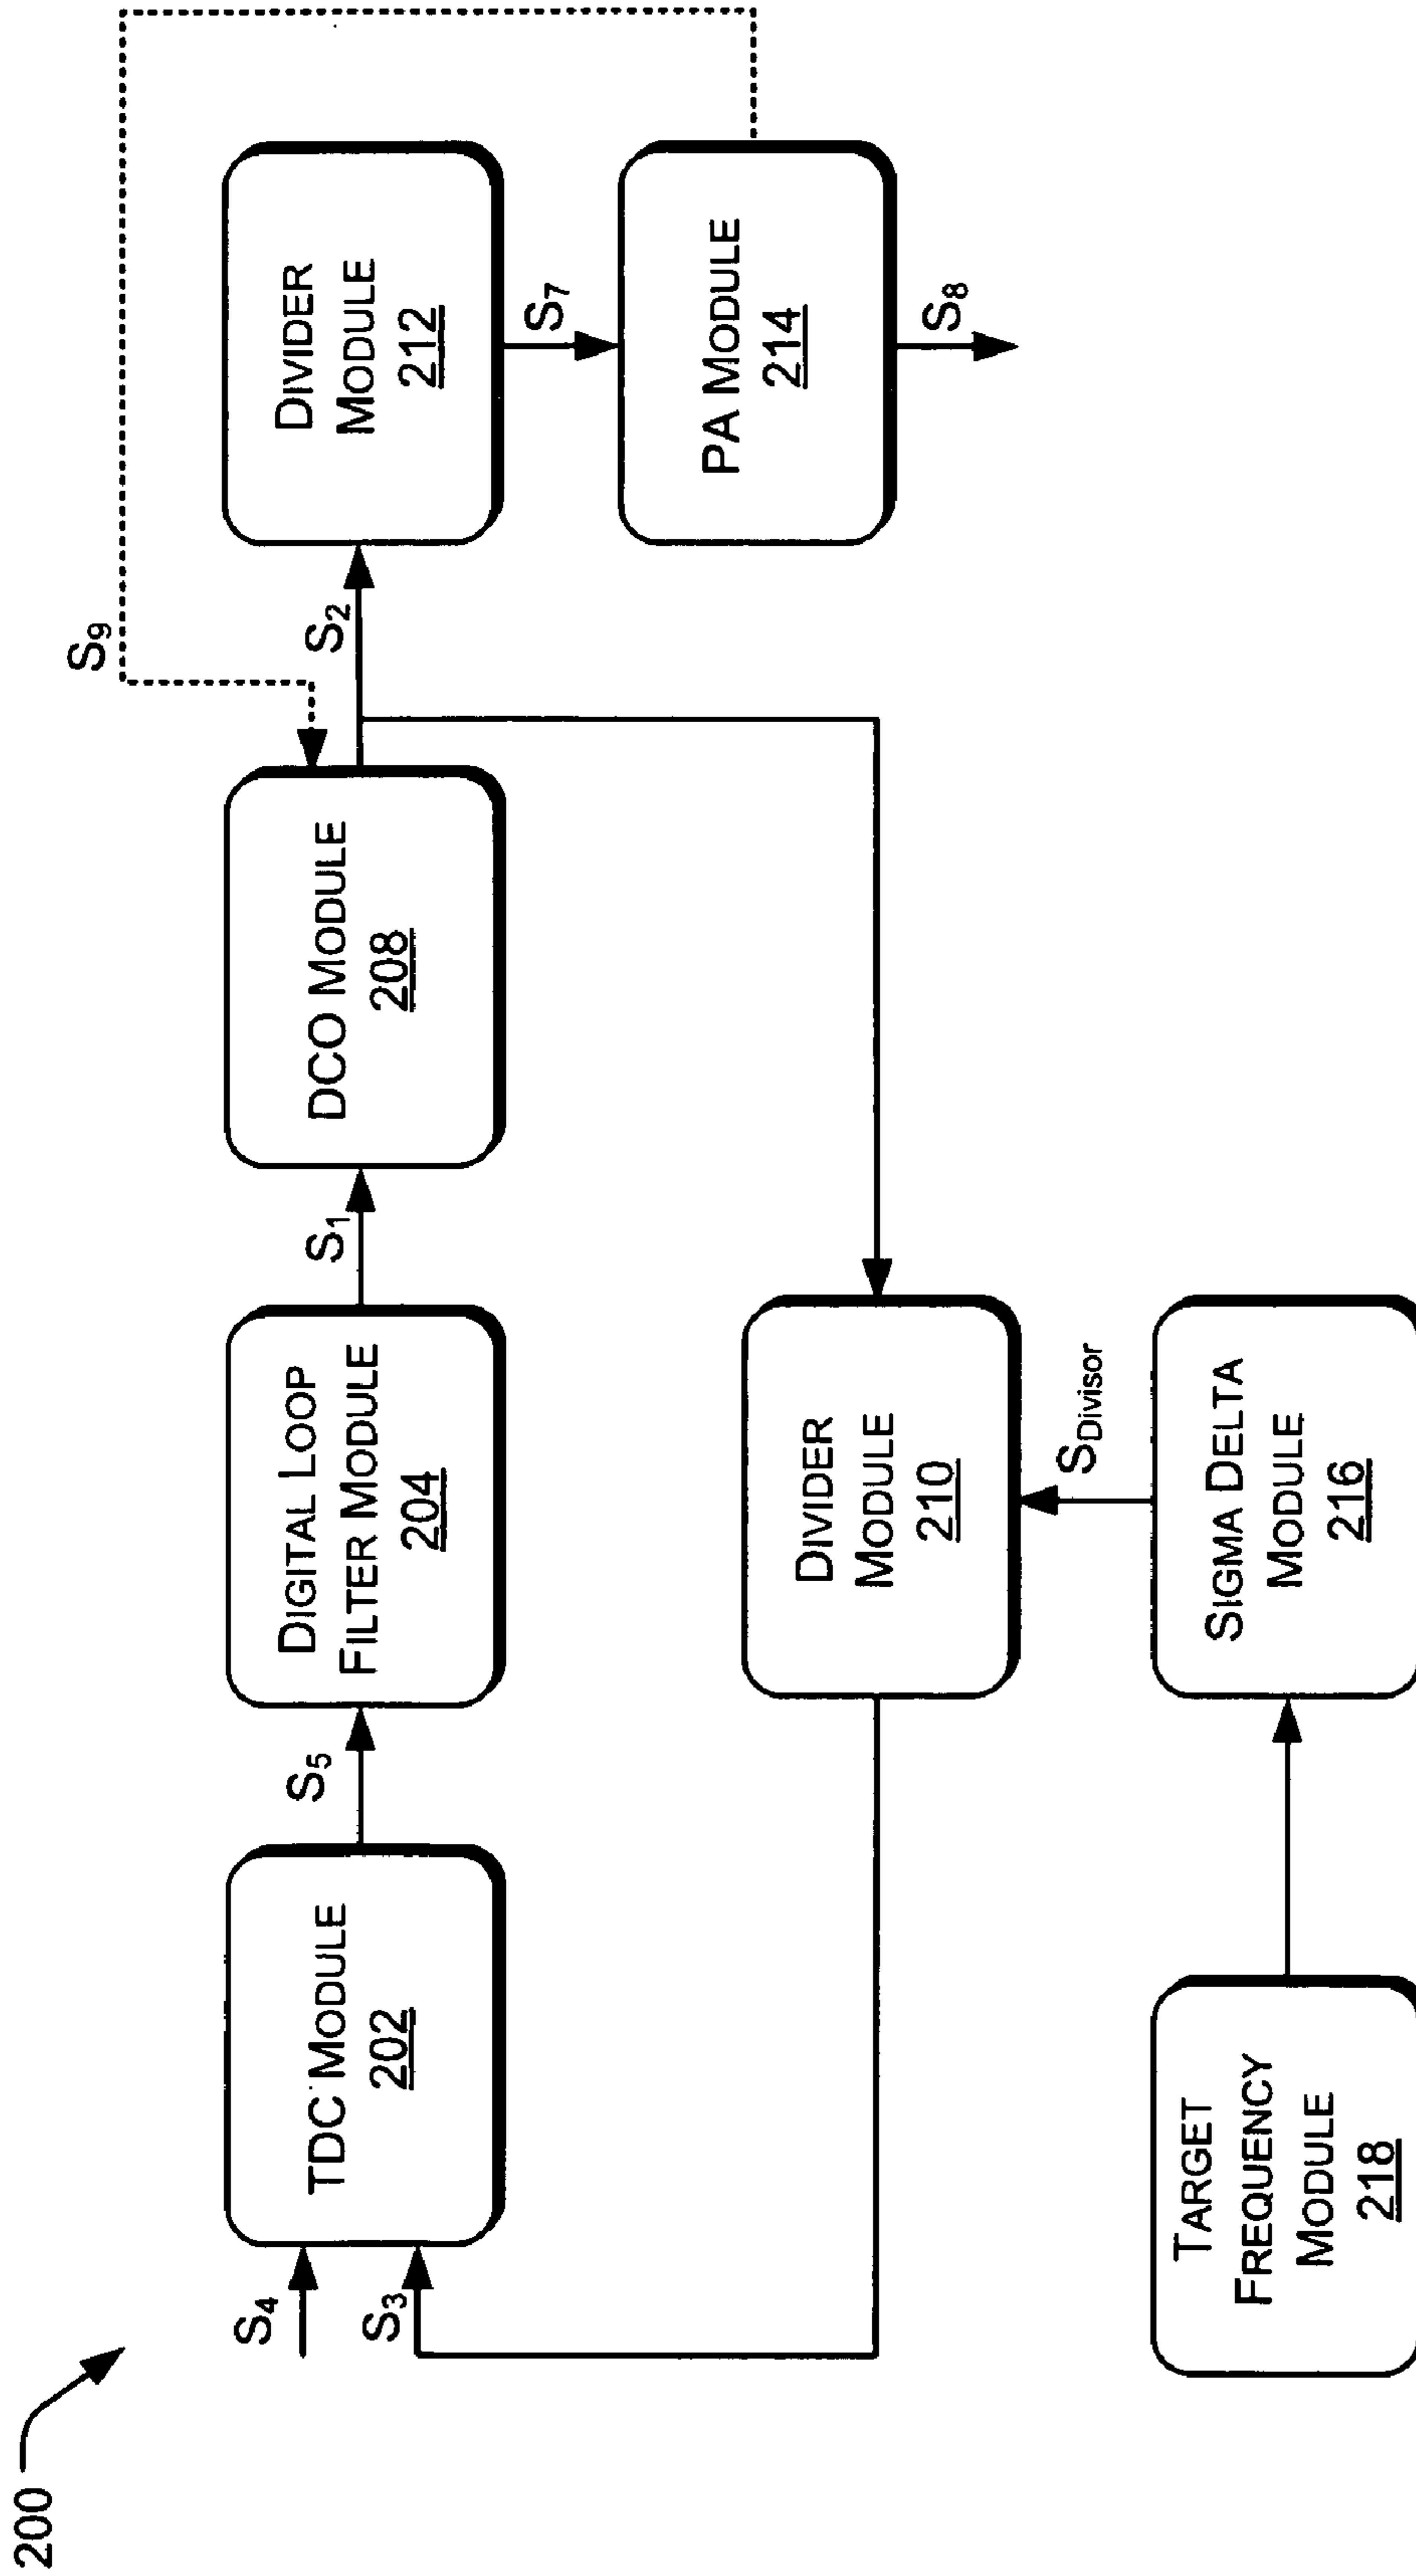 200
S9
S4
S3
TDC MODULE
202
S5
DIGITAL LOOP
FILTER MODULE
204
S1
DCO MODULE
208
S2
DIVIDER
MODULE
212
S7
PA MODULE
214
S8
DIVIDER
MODULE
210
SDivisor
TARGET
FREQUENCY
MODULE
218
SIGMA DELTA
MODULE
216